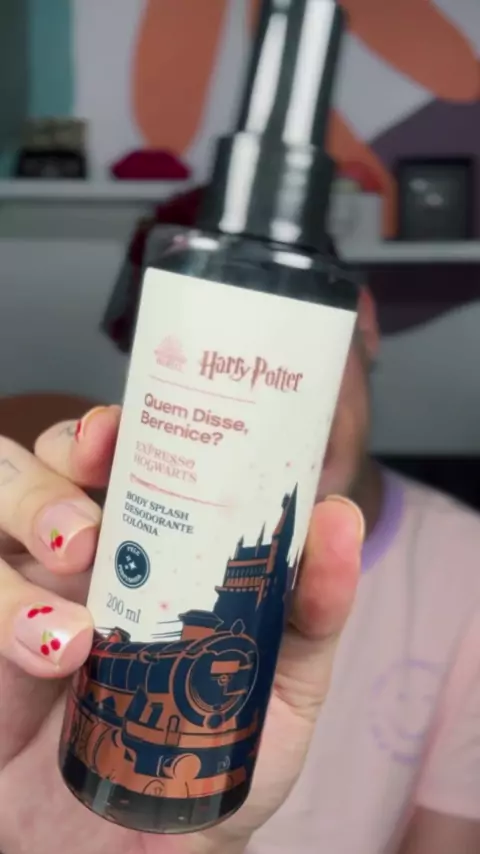 Harry Potter
Quem Disse,
Berenice?
EXPRESSO
HOGWARTS
BODY SPLASH
DESODORANTE
COLÔNIA
200 ml